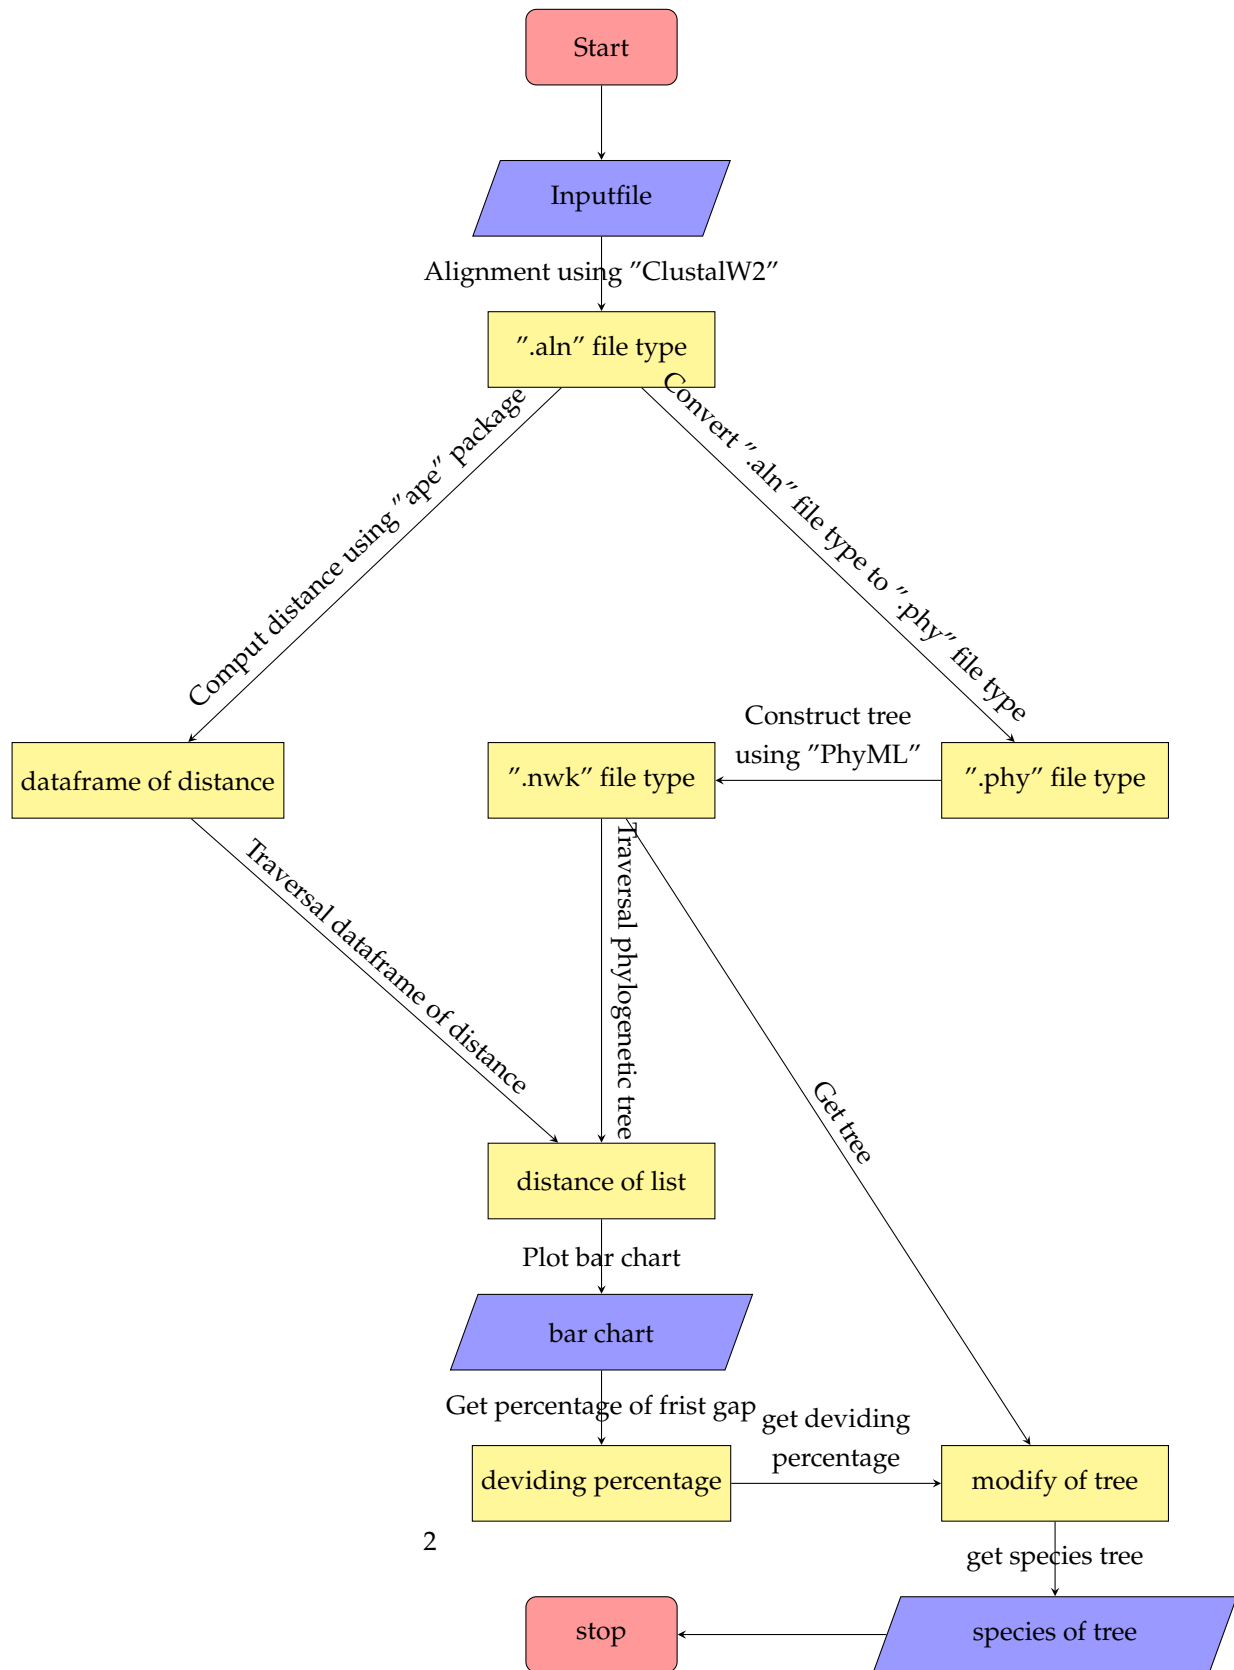 Start
Inputfile
Alignment using ”ClustalW2”
”.aln” file type
Comput distance using ”ape” package
Convert ”.aln” file type to ”.phy” file type
Construct tree
using ”PhyML”
dataframe of distance
”.nwk” file type
”.phy” file type
Traversal dataframe of distance
Traversal phylogenetic tree
Get tree
distance of list
Plot bar chart
bar chart
Get percentage of frist gap
get deviding
percentage
deviding percentage
modify of tree
2
get species tree
stop
species of tree